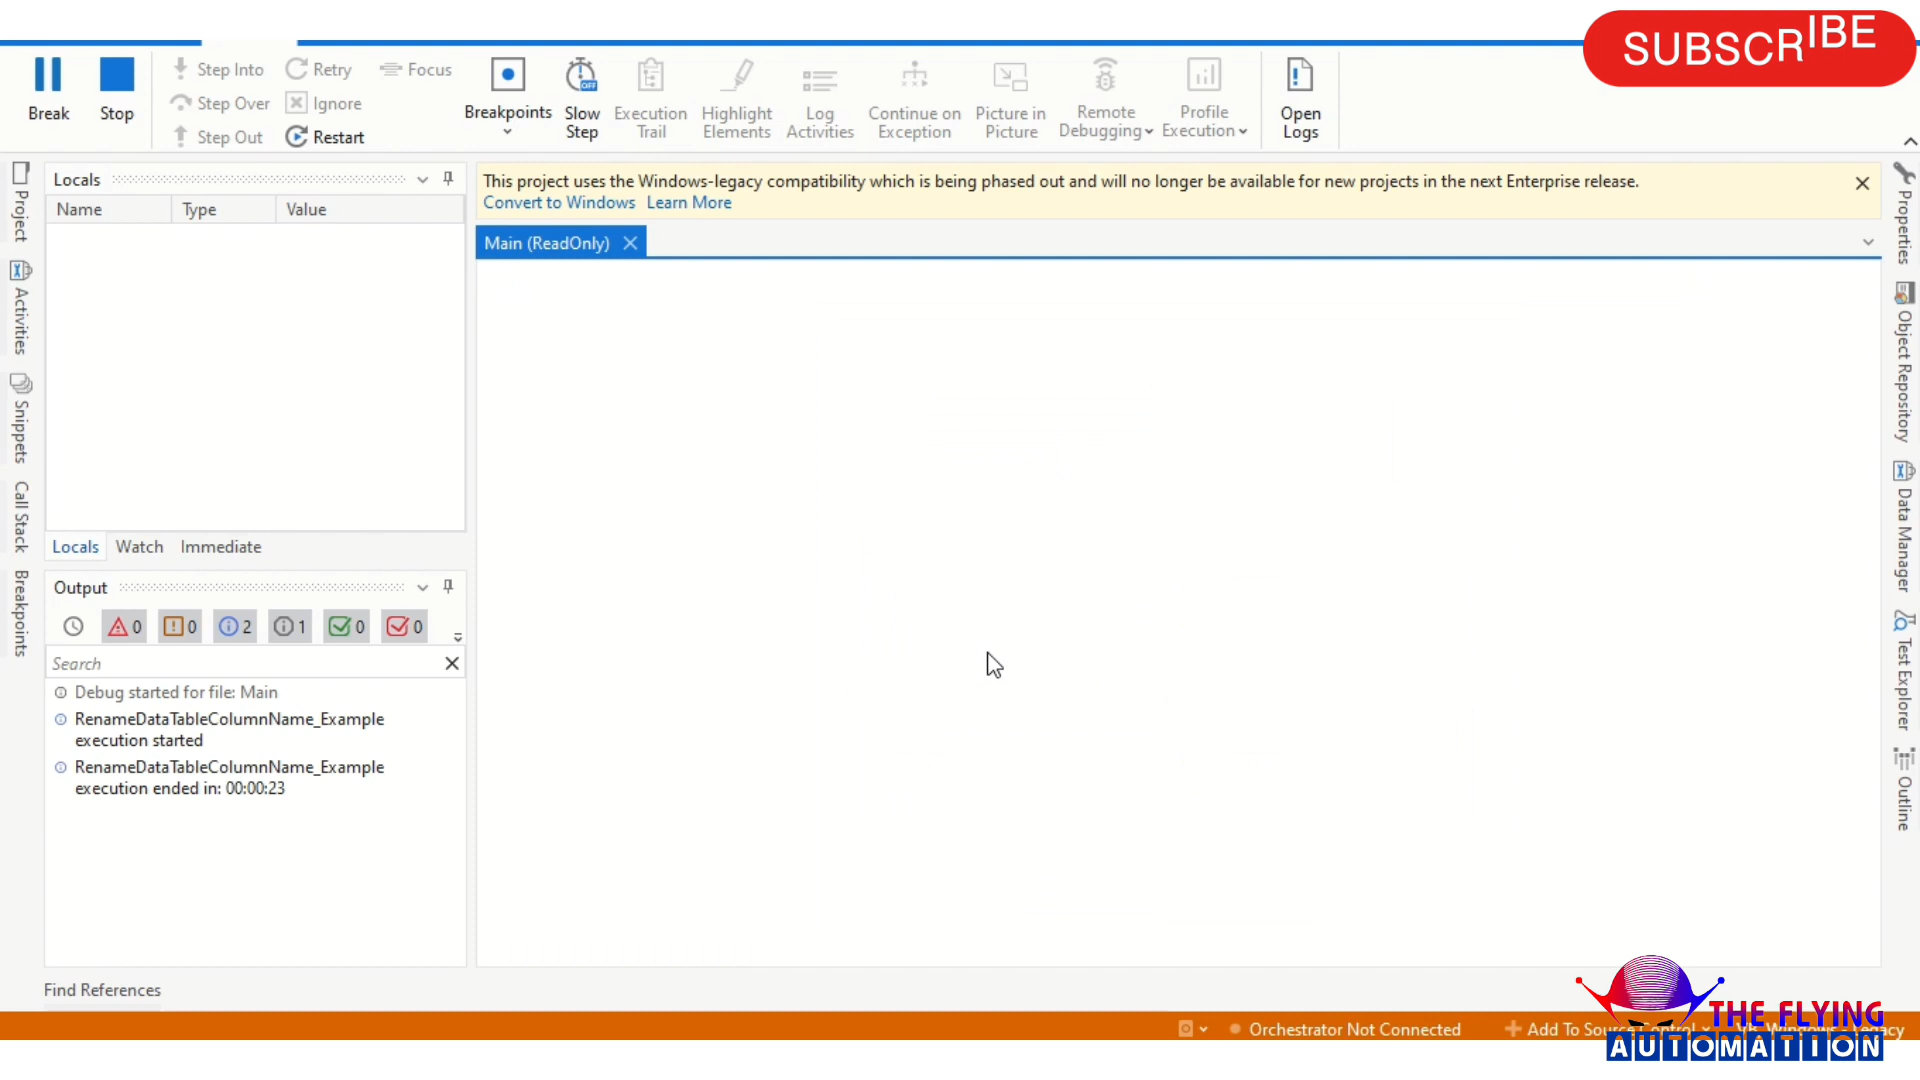 SUBSCRIBE
Break
Stop
Step Into
Step Over
Step Out
Retry
Ignore
Restart
Focus
Breakpoints
Slow
Step
OFF
Execution
Trail
Highlight
Elements
Log
Activities
Continue on
Exception
Picture in
Picture
Remote
Debugging
Profile
Execution
Open
Logs
Project
Activities
Snippets
Call Stack
Breakpoints
Locals
Name Type Value
Locals Watch Immediate
Output
0 0 2 1 0 0
Search
Debug started for file: Main
RenameDataTableColumnName_Example
execution started
RenameDataTableColumnName_Example
execution ended in: 00:00:23
Find References
This project uses the Windows-legacy compatibility which is being phased out and will no longer be available for new projects in the next Enterprise release.
Convert to Windows Learn More
Main (ReadOnly)
Properties
Object Repository
Data Manager
Test Explorer
Outline
Orchestrator Not Connected
Add To Source Control
VB
THE FLYING
AUTOMATION